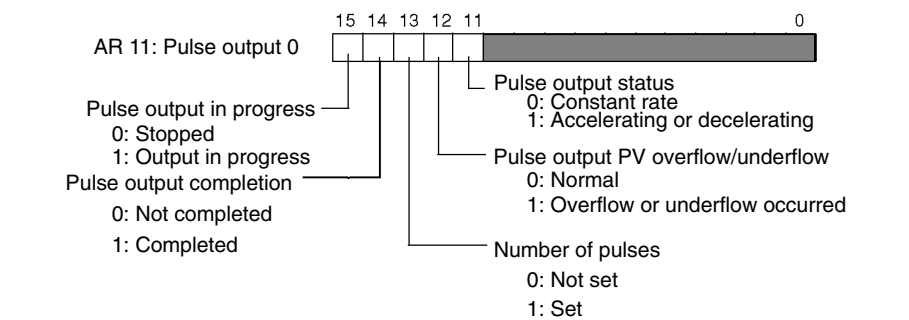 15 14 13 12 11 0
AR 11: Pulse output 0
Pulse output status
0: Constant rate
1: Accelerating or decelerating
Pulse output in progress
0: Stopped
1: Output in progress
Pulse output PV overflow/underflow
0: Normal
1: Overflow or underflow occurred
Pulse output completion
0: Not completed
1: Completed
Number of pulses
0: Not set
1: Set